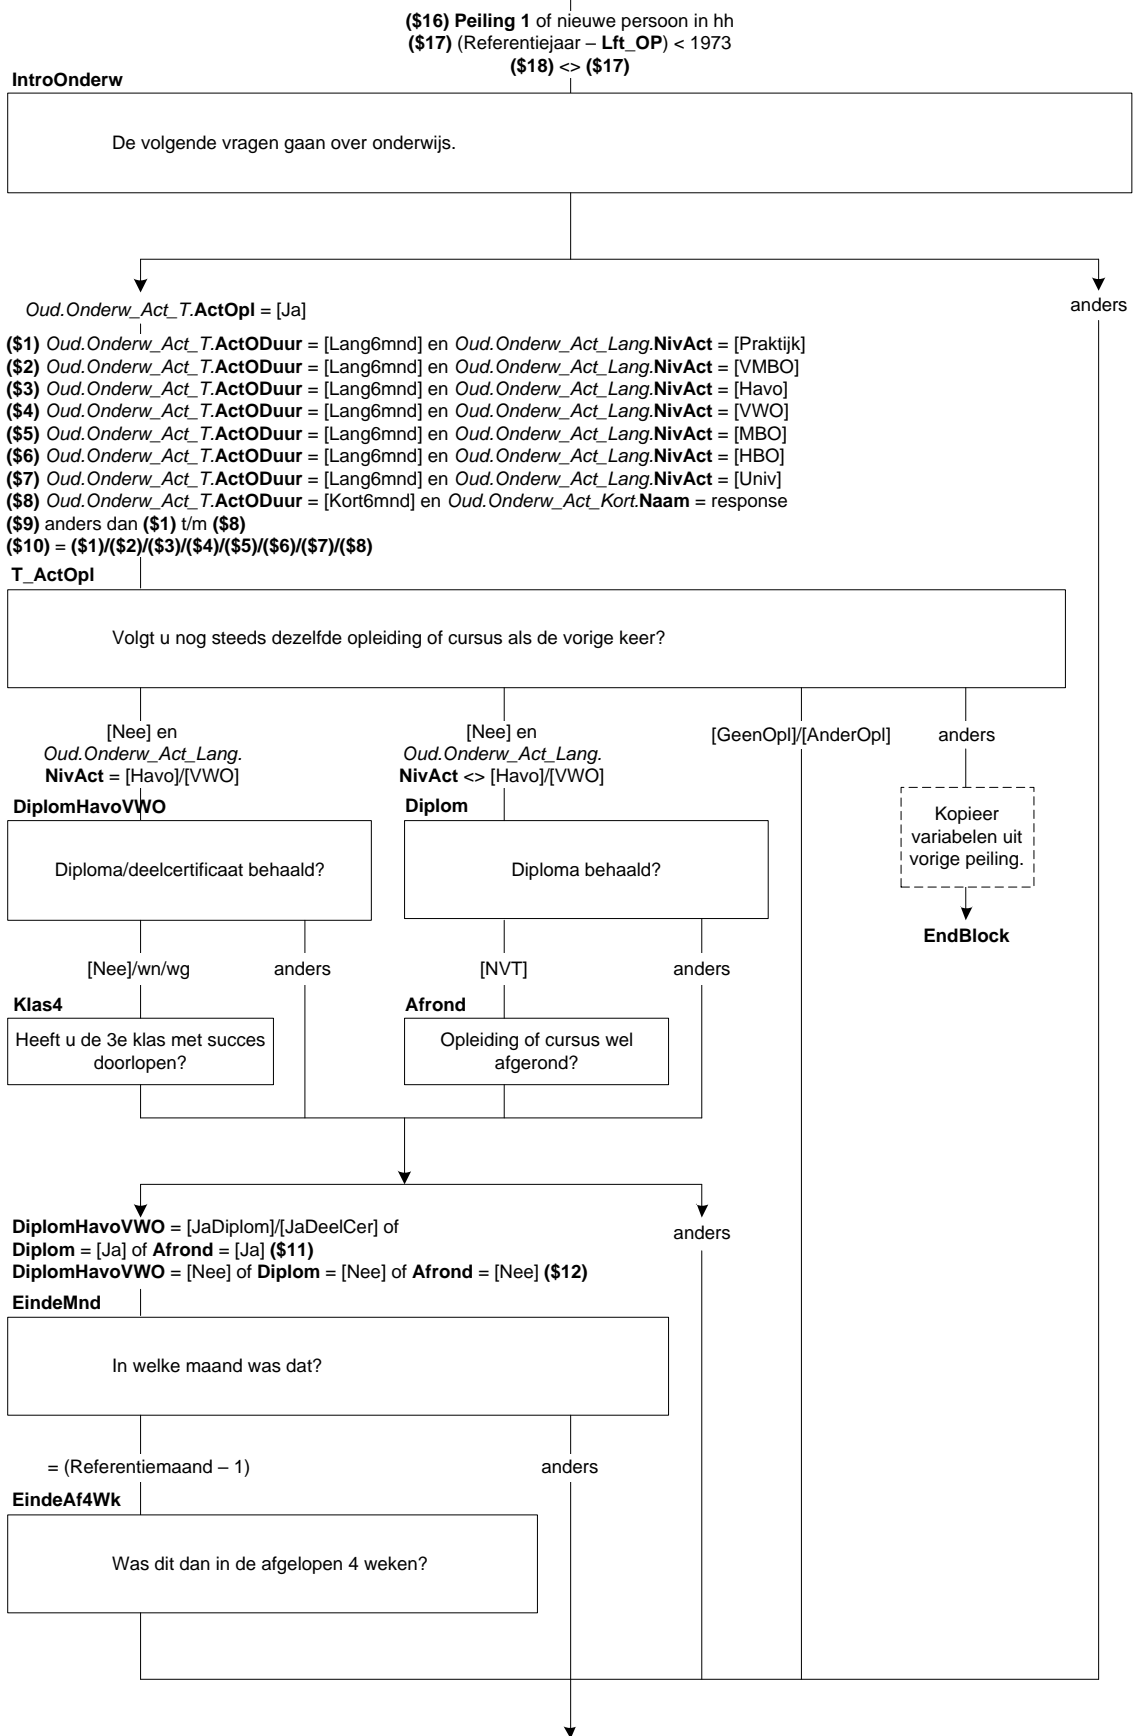 ($16) Peiling 1 of nieuwe persoon in hh
($17) (Referentiejaar – Lft_OP) < 1973
($18) <> ($17)
IntroOnderw
De volgende vragen gaan over onderwijs.
Oud.Onderw_Act_T.ActOpl = [Ja]
anders
($1) Oud.Onderw_Act_T.ActODuur = [Lang6mnd] en Oud.Onderw_Act_Lang.NivAct = [Praktijk]
($2) Oud.Onderw_Act_T.ActODuur = [Lang6mnd] en Oud.Onderw_Act_Lang.NivAct = [VMBO]
($3) Oud.Onderw_Act_T.ActODuur = [Lang6mnd] en Oud.Onderw_Act_Lang.NivAct = [Havo]
($4) Oud.Onderw_Act_T.ActODuur = [Lang6mnd] en Oud.Onderw_Act_Lang.NivAct = [VWO]
($5) Oud.Onderw_Act_T.ActODuur = [Lang6mnd] en Oud.Onderw_Act_Lang.NivAct = [MBO]
($6) Oud.Onderw_Act_T.ActODuur = [Lang6mnd] en Oud.Onderw_Act_Lang.NivAct = [HBO]
($7) Oud.Onderw_Act_T.ActODuur = [Lang6mnd] en Oud.Onderw_Act_Lang.NivAct = [Univ]
($8) Oud.Onderw_Act_T.ActODuur = [Kort6mnd] en Oud.Onderw_Act_Kort.Naam = response
($9) anders dan ($1) t/m ($8)
($10) = ($1)/($2)/($3)/($4)/($5)/($6)/($7)/($8)
T_ActOpl
Volgt u nog steeds dezelfde opleiding of cursus als de vorige keer?
[Nee] en
Oud.Onderw_Act_Lang.
NivAct = [Havo]/[VWO]
[Nee] en
Oud.Onderw_Act_Lang.
NivAct <> [Havo]/[VWO]
[GeenOpl]/[AnderOpl]
anders
DiplomHavoVWO
Diploma/deelcertificaat behaald?
Diplom
Diploma behaald?
Kopieer
variabelen uit
vorige peiling.
EndBlock
[Nee]/wn/wg
anders
[NVT]
anders
Klas4
Heeft u de 3e klas met succes
doorlopen?
Afrond
Opleiding of cursus wel
afgerond?
DiplomHavoVWO = [JaDiplom]/[JaDeelCer] of
Diplom = [Ja] of Afrond = [Ja] ($11)
DiplomHavoVWO = [Nee] of Diplom = [Nee] of Afrond = [Nee] ($12)
anders
EindeMnd
In welke maand was dat?
= (Referentiemaand – 1)
anders
EindeAf4Wk
Was dit dan in de afgelopen 4 weken?